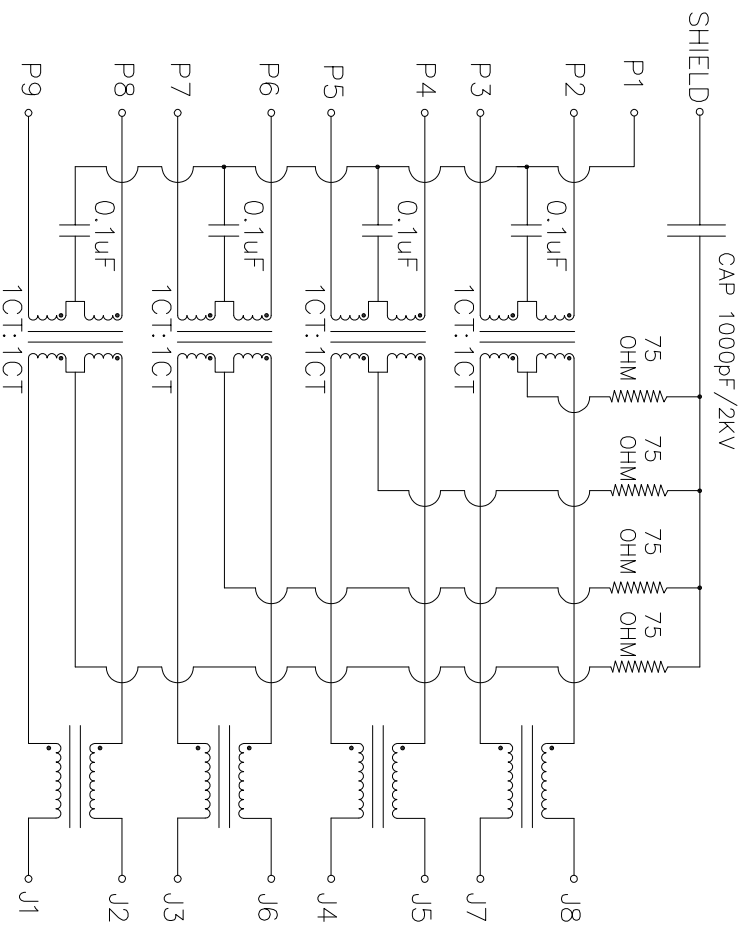 SHIELD
P1
P2
P3
P4
P5
P6
P7
P8
P9
CAP 1000pF/2KV
0.1uF
0.1uF
0.1uF
0.1uF
1CT:1CT
1CT:1CT
1CT:1CT
1CT:1CT
75
OHM
75
OHM
75
OHM
75
OHM
J8
J7
J5
J4
J6
J3
J2
J1